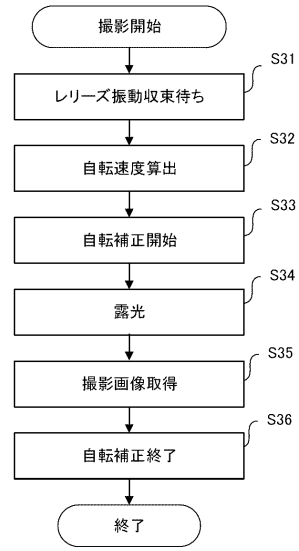 撮影開始
S31
レリーズ振動収束待ち
S32
自転速度算出
S33
自転補正開始
S34
露光
S35
撮影画像取得
S36
自転補正終了
終了